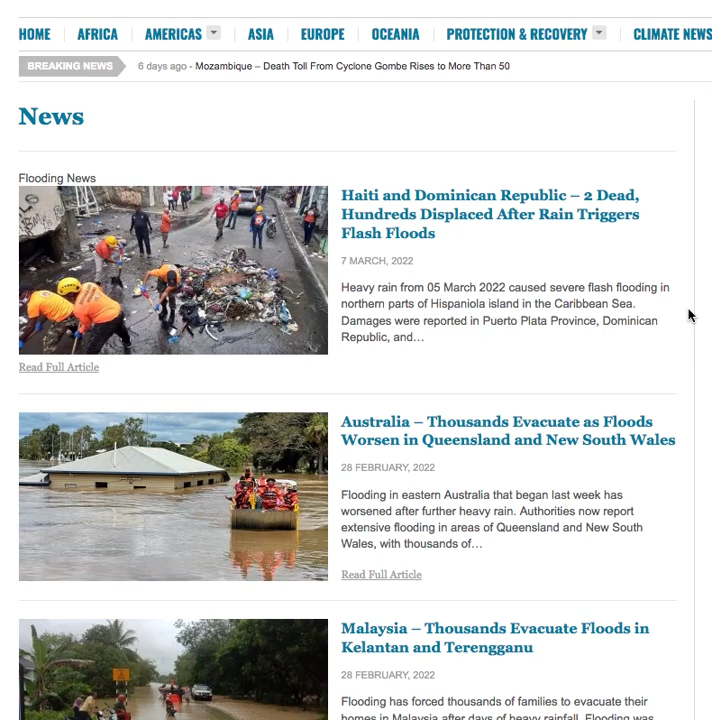 HOME AFRICA AMERICAS ASIA EUROPE OCEANIA PROTECTION & RECOVERY CLIMATE NEWS
BREAKING NEWS 6 days ago - Mozambique – Death Toll From Cyclone Gombe Rises to More Than 50
News
Flooding News
Haiti and Dominican Republic – 2 Dead,
Hundreds Displaced After Rain Triggers
Flash Floods
7 MARCH, 2022
Heavy rain from 05 March 2022 caused severe flash flooding in
northern parts of Hispaniola island in the Caribbean Sea.
Damages were reported in Puerto Plata Province, Dominican
Republic, and…
Read Full Article
Australia – Thousands Evacuate as Floods
Worsen in Queensland and New South Wales
28 FEBRUARY, 2022
Flooding in eastern Australia that began last week has
worsened after further heavy rain. Authorities now report
extensive flooding in areas of Queensland and New South
Wales, with thousands of…
Read Full Article
Malaysia – Thousands Evacuate Floods in
Kelantan and Terengganu
28 FEBRUARY, 2022
Flooding has forced thousands of families to evacuate their
homes in Malaysia after days of heavy rainfall. Flooding was